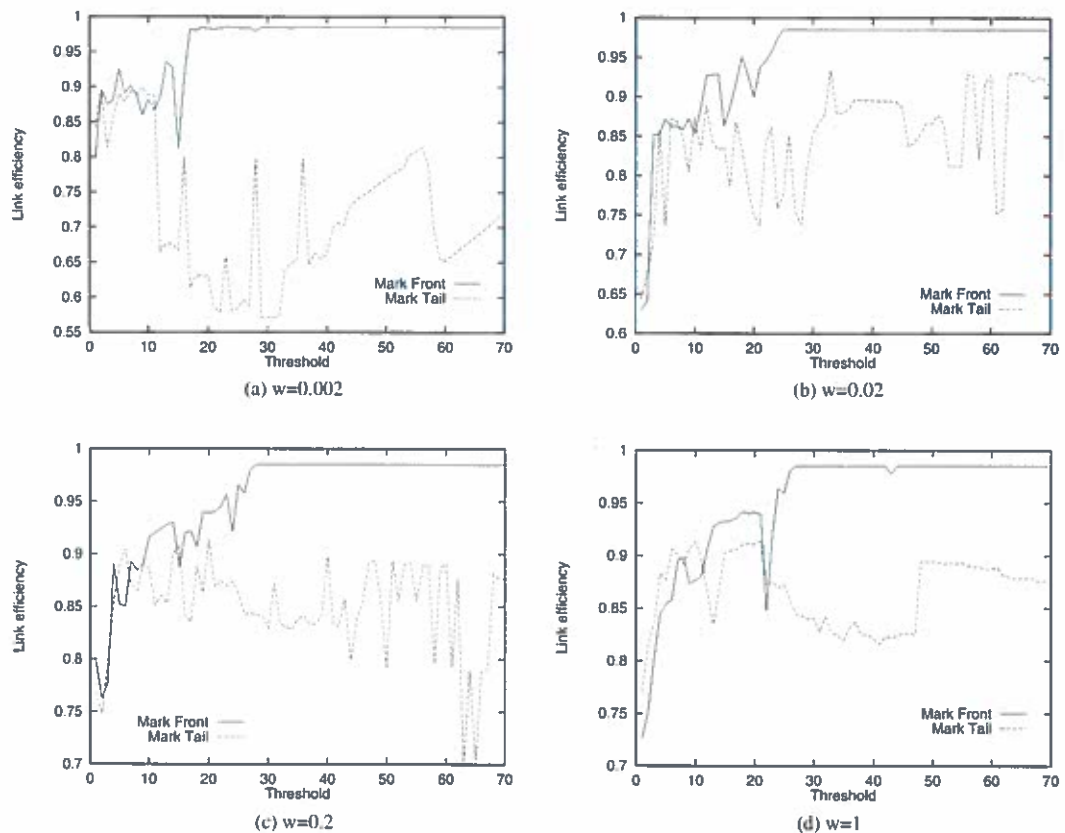 1
0.95
0.9
0.85
0.8
0.75
0.7
0.65
0.6
0.55
Link efficiency
Mark Front
Mark Tail
0 10 20 30 40 50 60 70
Threshold
(a) w=0.002
1
0.95
0.9
0.85
0.8
0.75
0.7
0.65
0.6
Link efficiency
Mark Front
Mark Tail
0 10 20 30 40 50 60 70
Threshold
(b) w=0.02
1
0.95
0.9
0.85
0.8
0.75
0.7
Link efficiency
Mark Front
Mark Tail
0 10 20 30 40 50 60 70
Threshold
(c) w=0.2
1
0.95
0.9
0.85
0.8
0.75
0.7
Link efficiency
Mark Front
Mark Tail
0 10 20 30 40 50 60 70
Threshold
(d) w=1